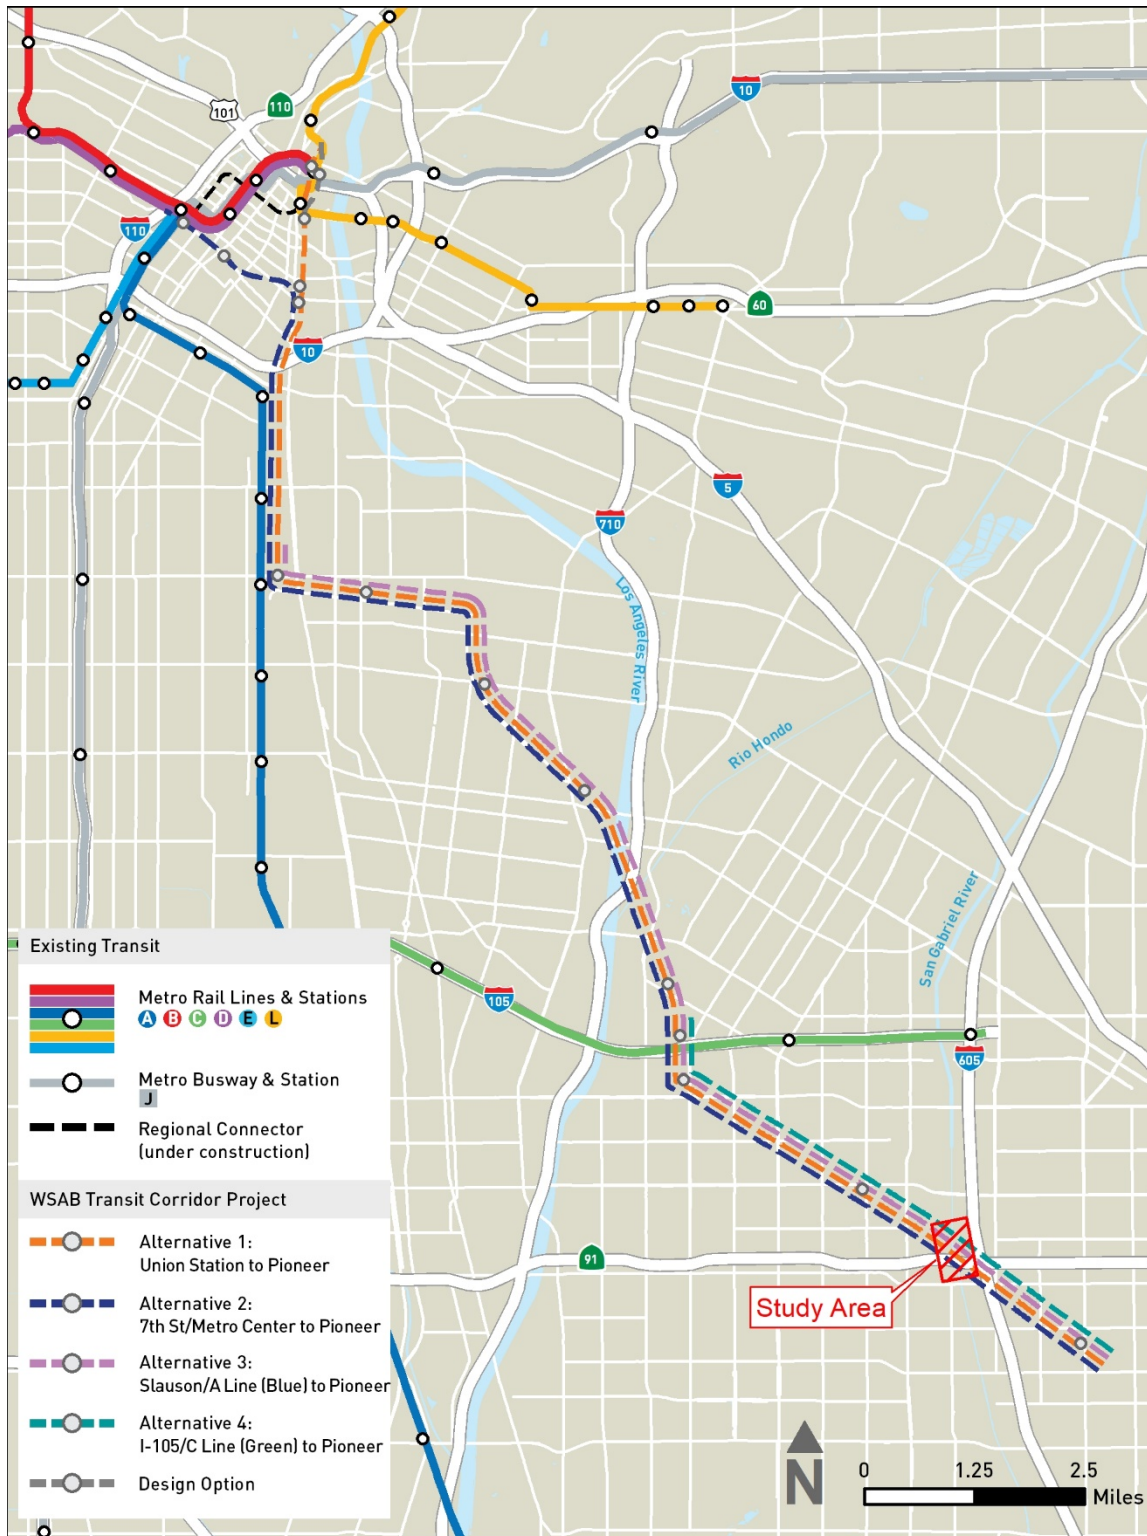 101
110
10
110
10
60
5
710
Los Angeles River
Rio Hondo
San Gabriel River
105
605
91
Study Area
Existing Transit
Metro Rail Lines & Stations
A B C D E L
Metro Busway & Station
J
Regional Connector
(under construction)
WSAB Transit Corridor Project
Alternative 1:
Union Station to Pioneer
Alternative 2:
7th St/Metro Center to Pioneer
Alternative 3:
Slauson/A Line (Blue) to Pioneer
Alternative 4:
I-105/C Line (Green) to Pioneer
Design Option
N
0 1.25 2.5
Miles